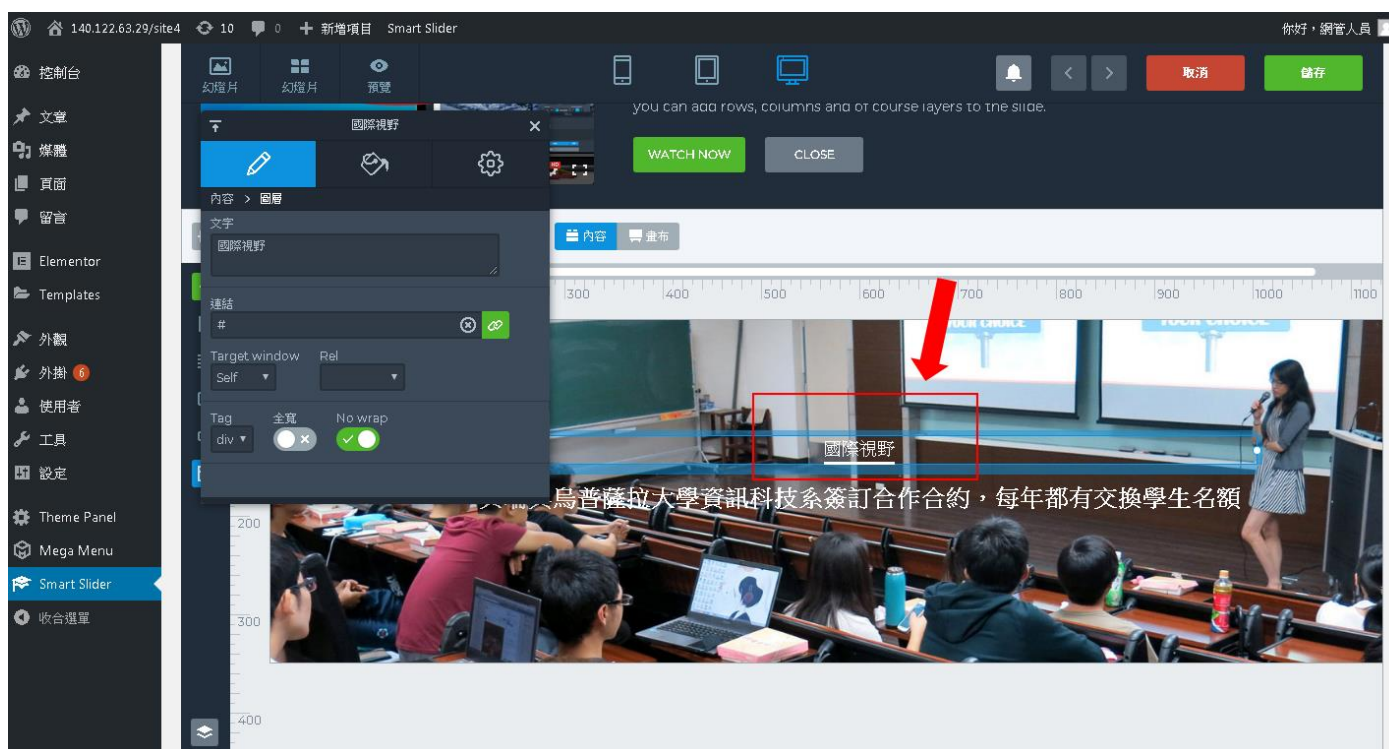 140.122.63.29/site4 10 0 新增項目 Smart Slider 你好,網管人員
控制台
文章
媒體
頁面
留言
Elementor
Templates
外觀
外掛 6
使用者
工具
設定
Theme Panel
Mega Menu
Smart Slider
收合選單
幻燈片 幻燈片 預覽 取消 儲存
you can add rows, columns and of course layers to the slide.
WATCH NOW CLOSE
國際視野
內容 > 圖層
文字
國際視野
連結
#
Target window Rel
Self
Tag 全寬 No wrap
div
內容 畫布
300 400 500 600 700 800 900 1000 1100
YOUR CHOICE YOUR CHOICE
國際視野
烏普薩拉大學資訊科技系簽訂合作合約,每年都有交換學生名額
200
300
400